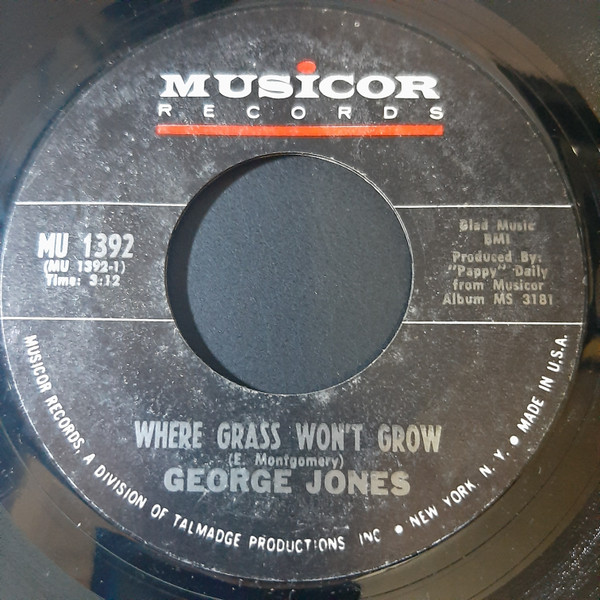 MUSICOR
RECORDS
MU 1392
(MU 1392-1)
Time: 3:12
Glad Music
BMI
Produced By:
"Pappy" Daily
from Musicor
Album MS 3181
WHERE GRASS WON'T GROW
(E. Montgomery)
GEORGE JONES
MUSICOR RECORDS, A DIVISION OF TALMADGE PRODUCTIONS INC • NEW YORK, N. Y. • MADE IN U.S.A.